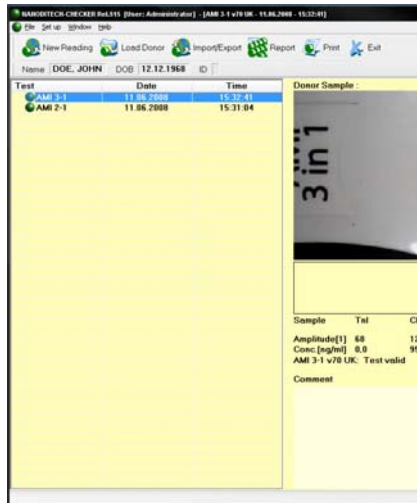 NANODITECH-CHECKER Rel.515 [User: Administrator] - [AMI 3-1 v70 UK - 11.06.2008 - 15:32:41]
File Set up Window Help
New Reading Load Donor Import/Export Report Print Exit
Name DOE, JOHN DOB 12.12.1968 ID
Test Date Time
AMI 3-1 11.06.2008 15:32:41
AMI 2-1 11.06.2008 15:31:04
Donor Sample :
3 in 1
Sample TnI
Amplitude[1] 68
Conc.[ng/ml] 0,0
AMI 3-1 v70 UK: Test valid
Comment